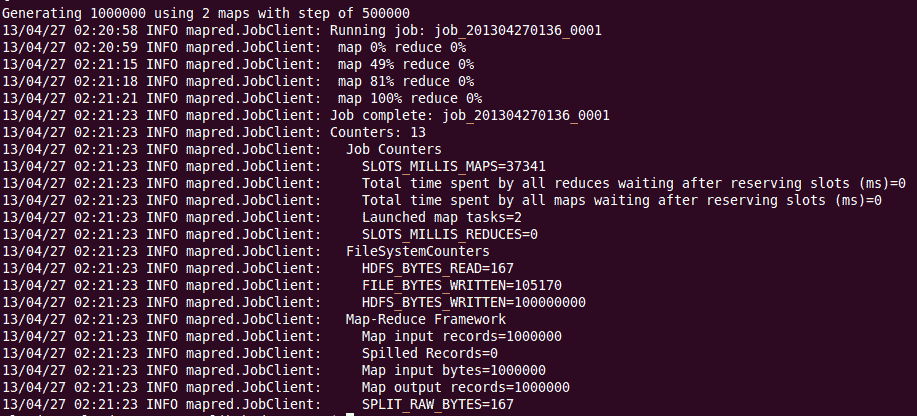 Generating 1000000 using 2 maps with step of 500000
13/04/27 02:20:58 INFO mapred.JobClient: Running job: job_201304270136_0001
13/04/27 02:20:59 INFO mapred.JobClient:  map 0% reduce 0%
13/04/27 02:21:15 INFO mapred.JobClient:  map 49% reduce 0%
13/04/27 02:21:18 INFO mapred.JobClient:  map 81% reduce 0%
13/04/27 02:21:21 INFO mapred.JobClient:  map 100% reduce 0%
13/04/27 02:21:23 INFO mapred.JobClient: Job complete: job_201304270136_0001
13/04/27 02:21:23 INFO mapred.JobClient: Counters: 13
13/04/27 02:21:23 INFO mapred.JobClient:   Job Counters
13/04/27 02:21:23 INFO mapred.JobClient:     SLOTS_MILLIS_MAPS=37341
13/04/27 02:21:23 INFO mapred.JobClient:     Total time spent by all reduces waiting after reserving slots (ms)=0
13/04/27 02:21:23 INFO mapred.JobClient:     Total time spent by all maps waiting after reserving slots (ms)=0
13/04/27 02:21:23 INFO mapred.JobClient:     Launched map tasks=2
13/04/27 02:21:23 INFO mapred.JobClient:     SLOTS_MILLIS_REDUCES=0
13/04/27 02:21:23 INFO mapred.JobClient:   FileSystemCounters
13/04/27 02:21:23 INFO mapred.JobClient:     HDFS_BYTES_READ=167
13/04/27 02:21:23 INFO mapred.JobClient:     FILE_BYTES_WRITTEN=105170
13/04/27 02:21:23 INFO mapred.JobClient:     HDFS_BYTES_WRITTEN=100000000
13/04/27 02:21:23 INFO mapred.JobClient:   Map-Reduce Framework
13/04/27 02:21:23 INFO mapred.JobClient:     Map input records=1000000
13/04/27 02:21:23 INFO mapred.JobClient:     Spilled Records=0
13/04/27 02:21:23 INFO mapred.JobClient:     Map input bytes=1000000
13/04/27 02:21:23 INFO mapred.JobClient:     Map output records=1000000
13/04/27 02:21:23 INFO mapred.JobClient:     SPLIT_RAW_BYTES=167